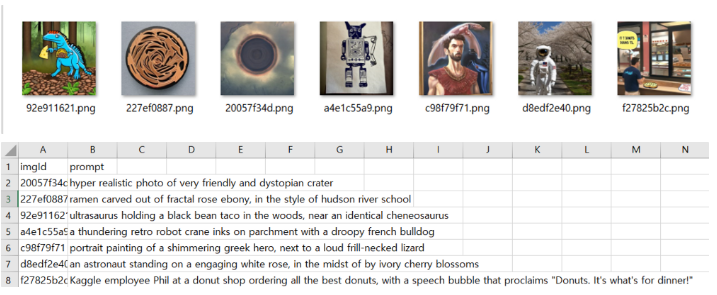 92e911621.png 227ef0887.png 20057f34d.png a4e1c55a9.png c98f79f71.png d8edf2e40.png f27825b2c.png
A B C D E F G H I J K L M N
1 imgId prompt
2 20057f34c hyper realistic photo of very friendly and dystopian crater
3 227ef0887 ramen carved out of fractal rose ebony, in the style of hudson river school
4 92e91162 ultrasaurus holding a black bean taco in the woods, near an identical cheneosaurus
5 a4e1c55a a thundering retro robot crane inks on parchment with a droopy french bulldog
6 c98f79f71 portrait painting of a shimmering greek hero, next to a loud frill-necked lizard
7 d8edf2e4 an astronaut standing on a engaging white rose, in the midst of by ivory cherry blossoms
8 f27825b2c Kaggle employee Phil at a donut shop ordering all the best donuts, with a speech bubble that proclaims "Donuts. It's what's for dinner!"